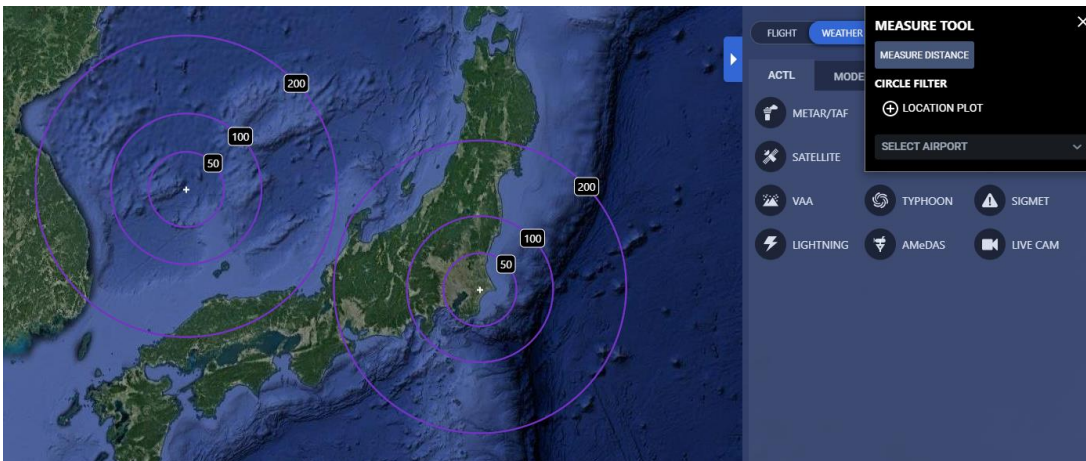 200
100
50
200
100
50
FLIGHT WEATHER
ACTL MODE
METAR/TAF
SATELLITE
VAA TYPHOON SIGMET
LIGHTNING AMeDAS LIVE CAM
MEASURE TOOL
MEASURE DISTANCE
CIRCLE FILTER
LOCATION PLOT
SELECT AIRPORT